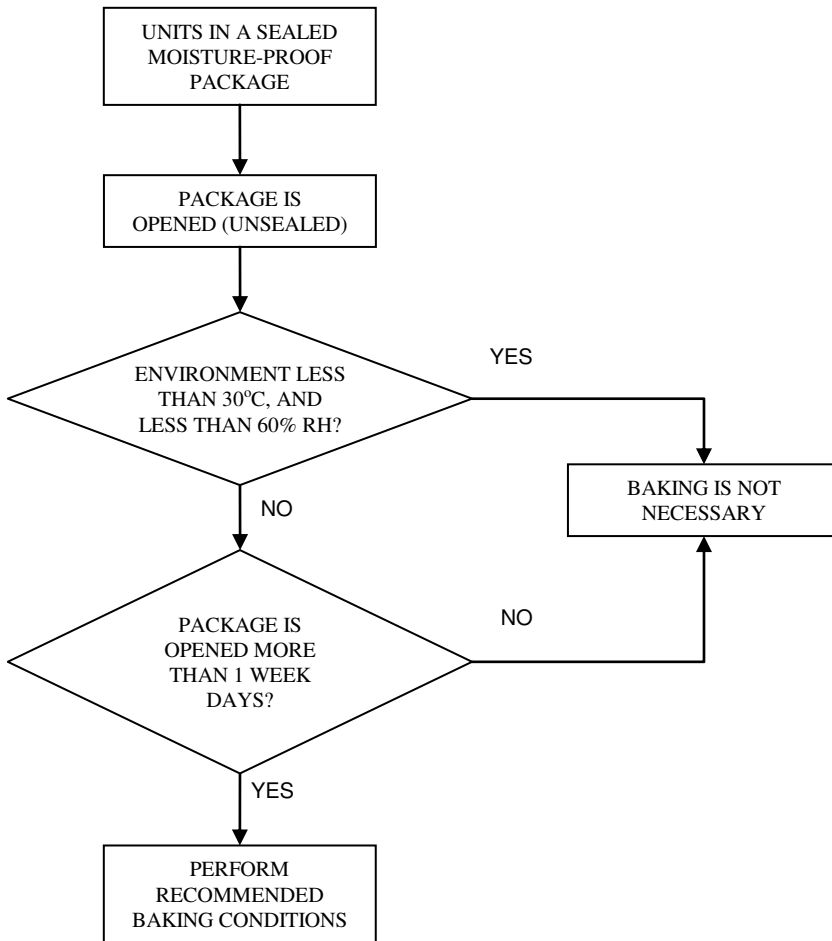 UNITS IN A SEALED
MOISTURE-PROOF
PACKAGE
PACKAGE IS
OPENED (UNSEALED)
ENVIRONMENT LESS
THAN 30°C, AND
LESS THAN 60% RH?
YES
BAKING IS NOT
NECESSARY
NO
PACKAGE IS
OPENED MORE
THAN 1 WEEK
DAYS?
NO
YES
PERFORM
RECOMMENDED
BAKING CONDITIONS